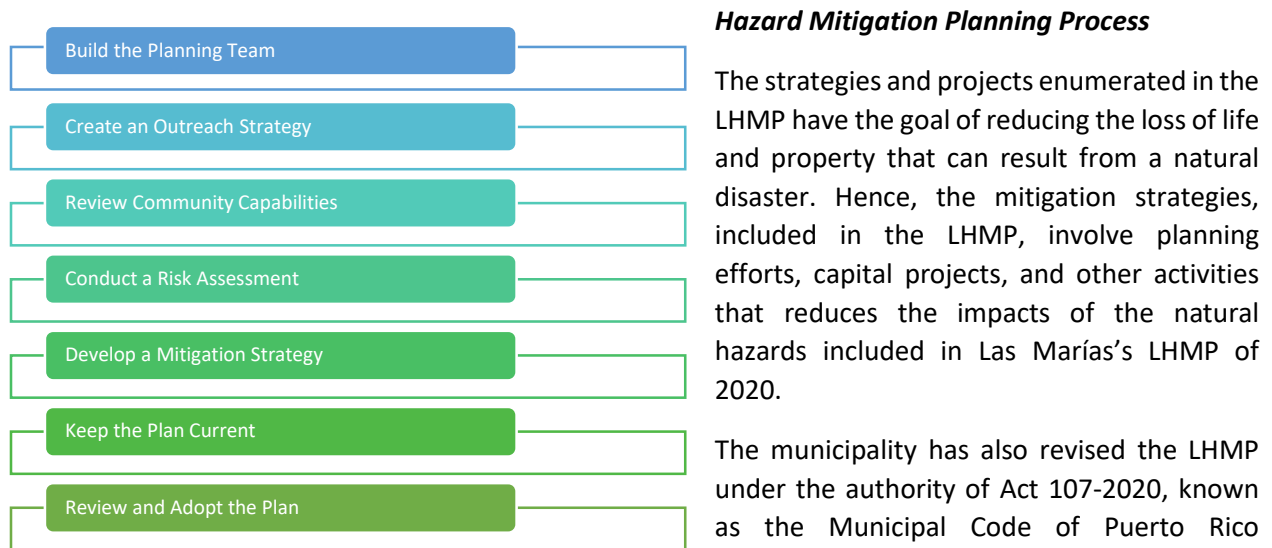 Build the Planning Team
Create an Outreach Strategy
Review Community Capabilities
Conduct a Risk Assessment
Develop a Mitigation Strategy
Keep the Plan Current
Review and Adopt the Plan
Hazard Mitigation Planning Process
The strategies and projects enumerated in the
LHMP have the goal of reducing the loss of life
and property that can result from a natural
disaster. Hence, the mitigation strategies,
included in the LHMP, involve planning
efforts, capital projects, and other activities
that reduces the impacts of the natural
hazards included in Las Marías’s LHMP of
2020.
The municipality has also revised the LHMP
under the authority of Act 107-2020, known
as the Municipal Code of Puerto Rico